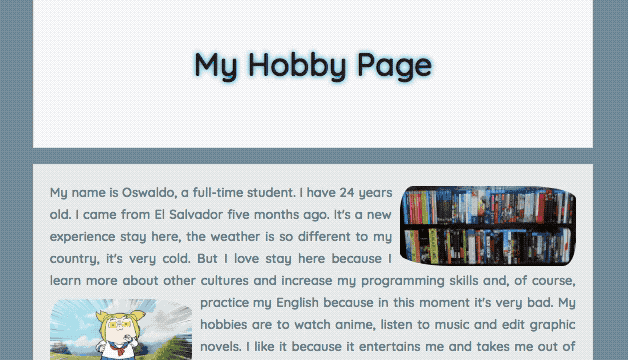 My Hobby Page
My name is Oswaldo, a full-time student. I have 24 years
old. I came from El Salvador five months ago. It's a new
experience stay here, the weather is so different to my
country, it's very cold. But I love stay here because I
learn more about other cultures and increase my programming skills and, of course,
practice my English because in this moment it's very bad. My
hobbies are to watch anime, listen to music and edit graphic
novels. I like it because it entertains me and takes me out of